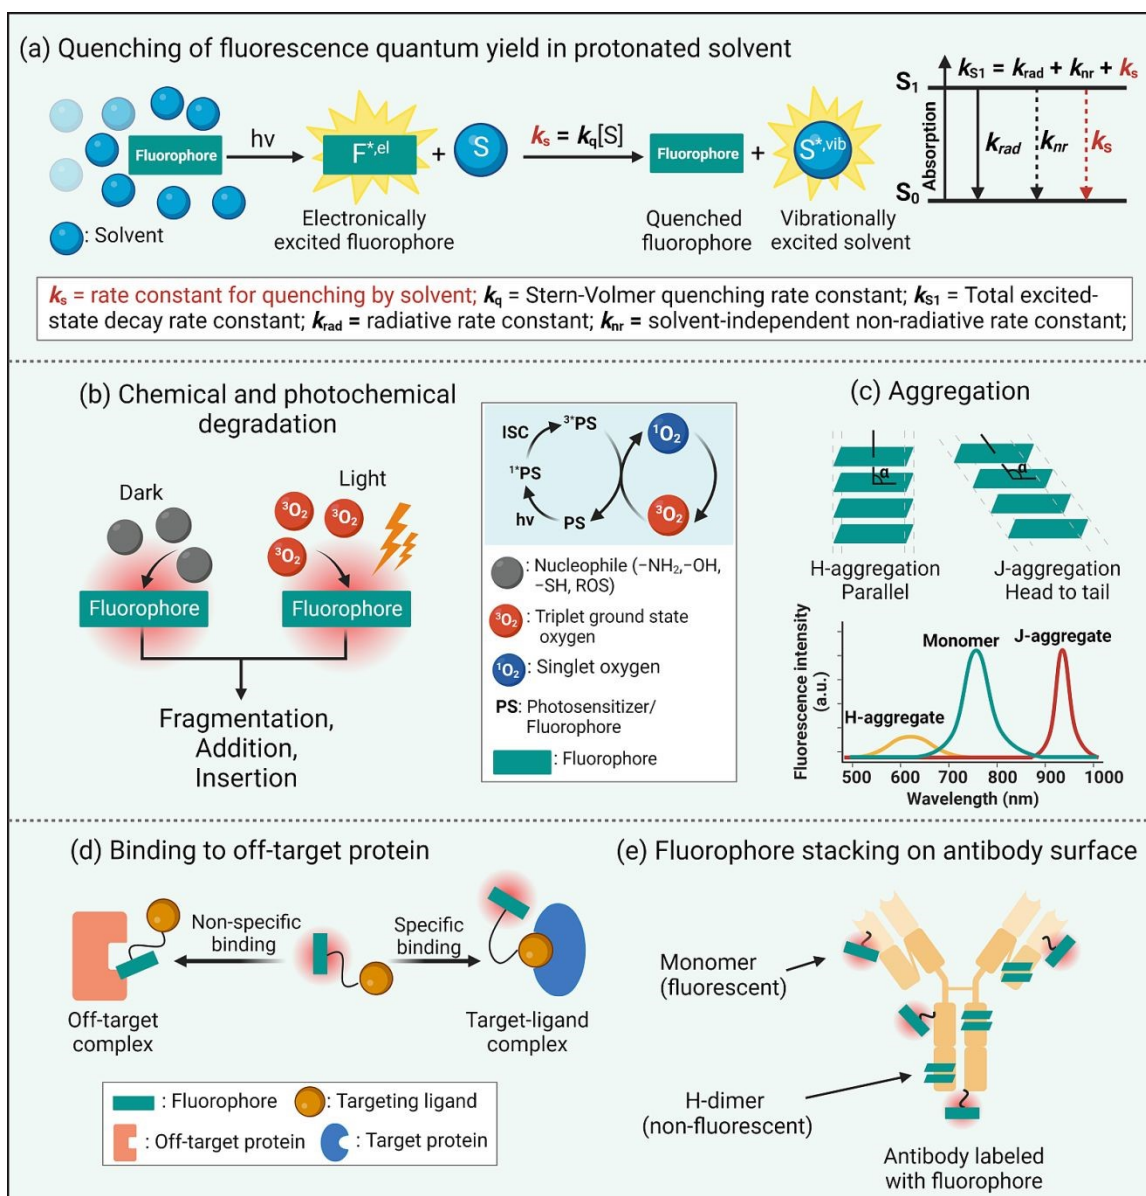 (a) Quenching of fluorescence quantum yield in protonated solvent
Fluorophore
hν
F*,el
+
S
ks = kq[S]
Fluorophore
+
S*,vib
: Solvent
Electronically
excited fluorophore
Quenched
fluorophore
Vibrationally
excited solvent
kS1 = krad + knr + ks
S1
Absorption
krad
knr
ks
S0
ks = rate constant for quenching by solvent; kq = Stern-Volmer quenching rate constant; kS1 = Total excited-
state decay rate constant; krad = radiative rate constant; knr = solvent-independent non-radiative rate constant;
(b) Chemical and photochemical
degradation
Dark
Light
³O₂
³O₂
³O₂
Fluorophore
Fluorophore
Fragmentation,
Addition,
Insertion
ISC
³*PS
¹O₂
¹*PS
hν
PS
³O₂
: Nucleophile (−NH₂,−OH,
−SH, ROS)
³O₂
: Triplet ground state
oxygen
¹O₂
: Singlet oxygen
PS: Photosensitizer/
Fluorophore
: Fluorophore
(c) Aggregation
α
α
H-aggregation
Parallel
J-aggregation
Head to tail
Fluorescence intensity
(a.u.)
Monomer
J-aggregate
H-aggregate
500 600 700 800 900 1000
Wavelength (nm)
(d) Binding to off-target protein
Non-specific
binding
Specific
binding
Off-target
complex
Target-ligand
complex
: Fluorophore
: Targeting ligand
: Off-target protein
: Target protein
(e) Fluorophore stacking on antibody surface
Monomer
(fluorescent)
H-dimer
(non-fluorescent)
Antibody labeled
with fluorophore